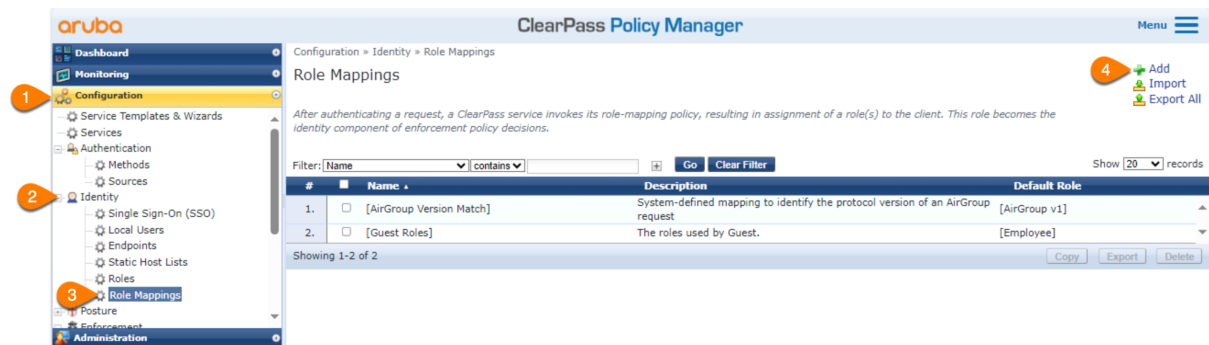 aruba
ClearPass Policy Manager
Menu
Dashboard
Monitoring
1
Configuration
Service Templates & Wizards
Services
Authentication
Methods
Sources
2
Identity
Single Sign-On (SSO)
Local Users
Endpoints
Static Host Lists
Roles
3
Role Mappings
Posture
Enforcement
Administration
Configuration » Identity » Role Mappings
Role Mappings
4
Add
Import
Export All
After authenticating a request, a ClearPass service invokes its role-mapping policy, resulting in assignment of a role(s) to the client. This role becomes the
identity component of enforcement policy decisions.
Filter: Name contains + Go Clear Filter Show 20 records
# Name Description Default Role
1. [AirGroup Version Match] System-defined mapping to identify the protocol version of an AirGroup
request [AirGroup v1]
2. [Guest Roles] The roles used by Guest. [Employee]
Showing 1-2 of 2 Copy Export Delete